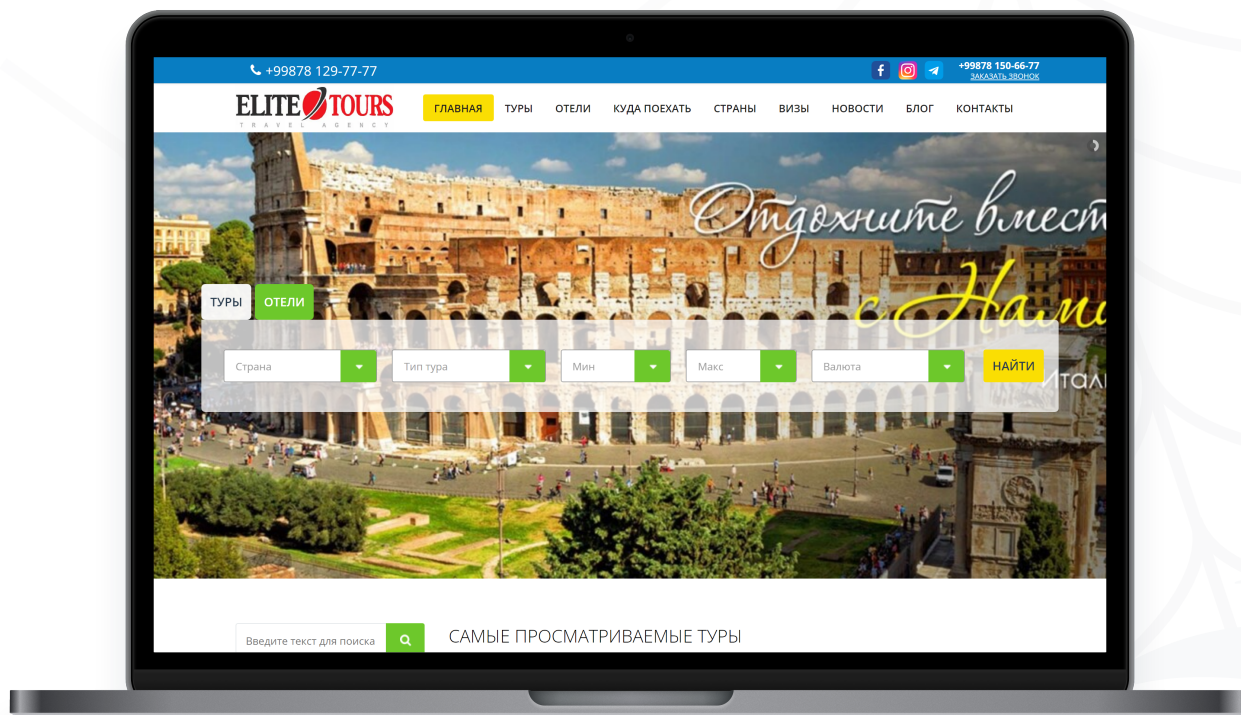 +99878 129-77-77
+99878 150-66-77
ЗАКАЗАТЬ ЗВОНОК
ELITE TOURS
TRAVEL AGENCY
ГЛАВНАЯ ТУРЫ ОТЕЛИ КУДА ПОЕХАТЬ СТРАНЫ ВИЗЫ НОВОСТИ БЛОГ КОНТАКТЫ
Отдохните вмест
с Нами
ТУРЫ ОТЕЛИ
Страна Тип тура Мин Макс Валюта НАЙТИ
Итал
Введите текст для поиска
САМЫЕ ПРОСМАТРИВАЕМЫЕ ТУРЫ